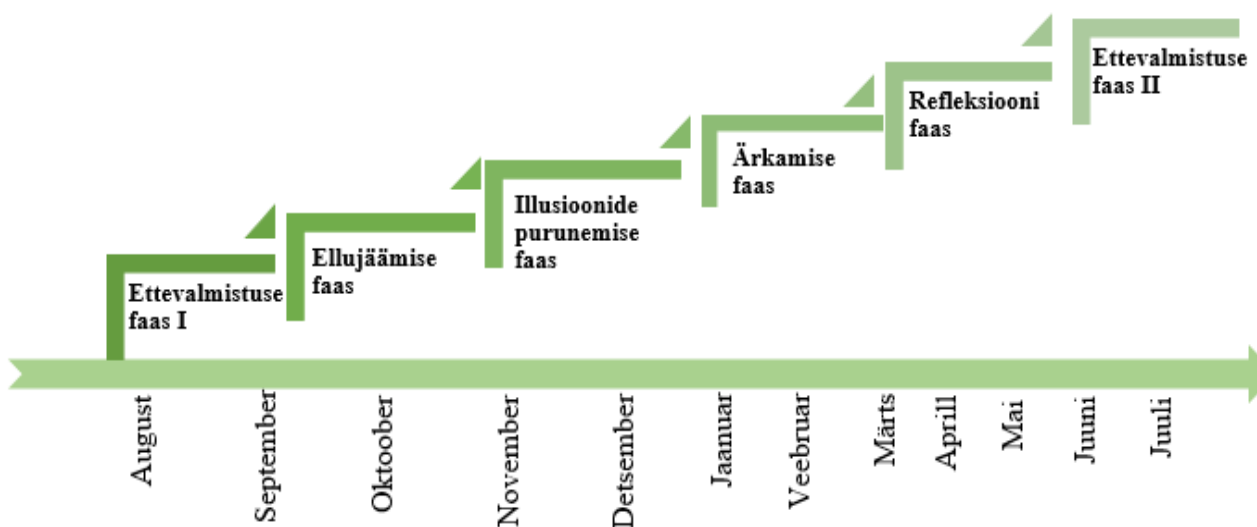 Ettevalmistuse
faas I
Ellujäämise
faas
Illusioonide
purunemise
faas
Ärkamise
faas
Refleksiooni
faas
Ettevalmistuse
faas II
August
September
Oktoober
November
Detsember
Jaanuar
Veebruar
Märts
Aprill
Mai
Juuni
Juuli